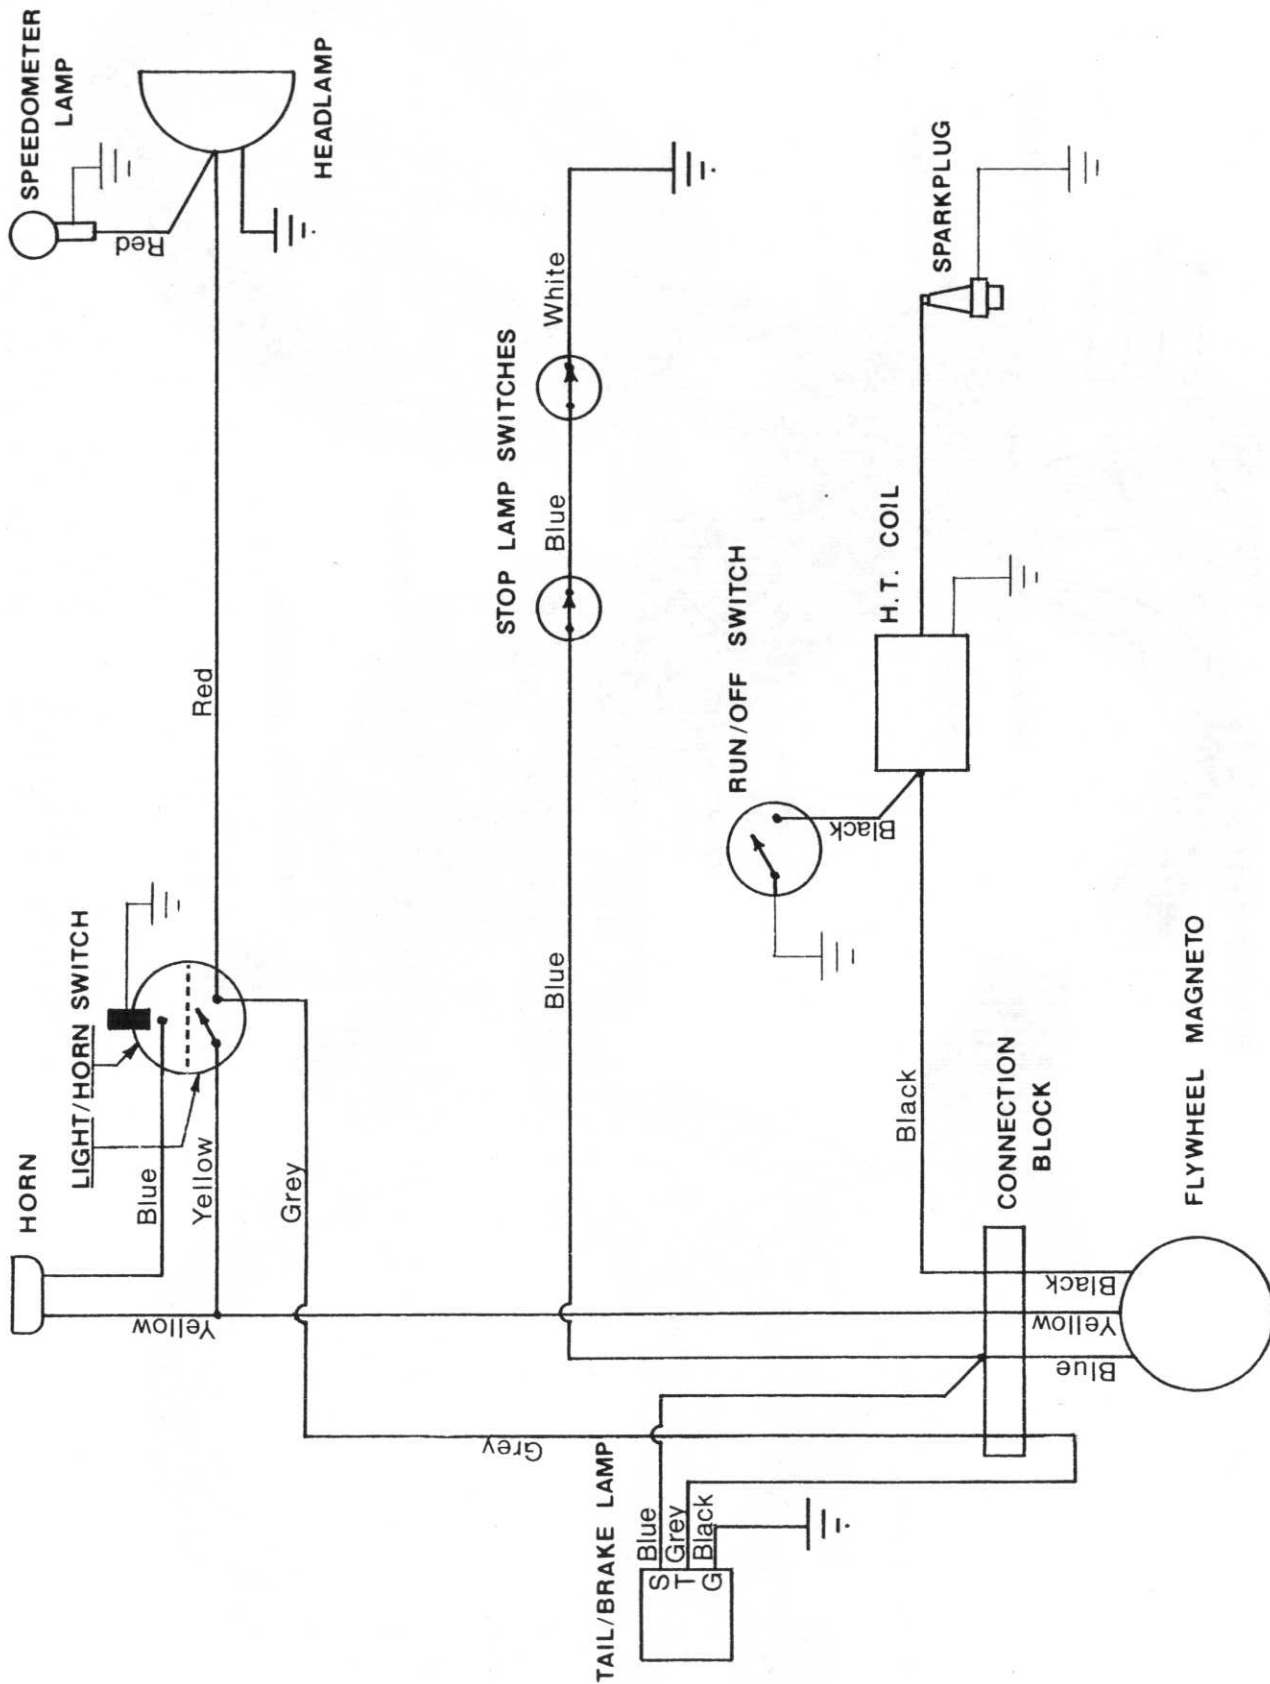 SPEEDOMETER
LAMP
HEADLAMP
Red
Red
LIGHT/HORN SWITCH
HORN
Blue
Yellow
Grey
Yellow
STOP LAMP SWITCHES
White
Blue
Blue
SPARKPLUG
H.T. COIL
RUN/OFF SWITCH
Black
Black
CONNECTION
BLOCK
FLYWHEEL MAGNETO
Black
Yellow
Blue
Grey
TAIL/BRAKE LAMP
Blue
Grey
Black
S
T
G